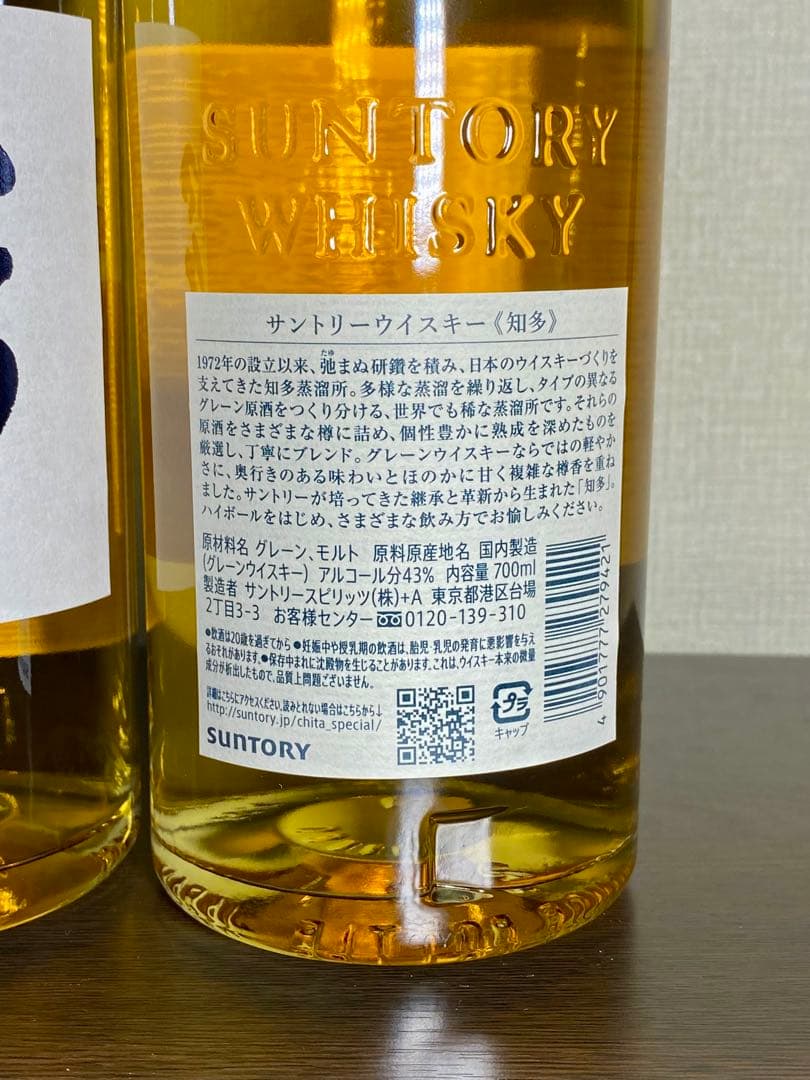 SUNTORY
WHISKY
サントリーウイスキー《知多》
1972年の設立以来、弛まぬ研鑽を積み、日本のウイスキーづくりを
たゆ
支えてきた知多蒸溜所。多様な蒸溜を繰り返し、タイプの異なる
グレーン原酒をつくり分ける、世界でも稀な蒸溜所です。それらの
原酒をさまざまな樽に詰め、個性豊かに熟成を深めたものを
厳選し、丁寧にブレンド。グレーンウイスキーならではの軽やか
さに、奥行きのある味わいとほのかに甘く複雑な樽香を重ね
ました。サントリーが培ってきた継承と革新から生まれた「知多」。
ハイボールをはじめ、さまざまな飲み方でお愉しみください。
原材料名 グレーン、モルト 原料原産地名 国内製造
(グレーンウイスキー) アルコール分43% 内容量 700ml
製造者 サントリースピリッツ(株)+A 東京都港区台場
2丁目3-3 お客様センター 0120-139-310
●飲酒は20歳を過ぎてから ●妊娠中や授乳期の飲酒は、胎児・乳児の発育に悪影響を与え
るおそれがあります。●保存中まれに沈殿物を生じることがあります。これは、ウイスキー本来の微量
成分が析出したもので、品質上問題ございません。
詳細はこちらにアクセスください。読みとれない場合はこちらから↓
http://suntory.jp/chita_special/
SUNTORY
プラ
キャップ
4 901777 279421